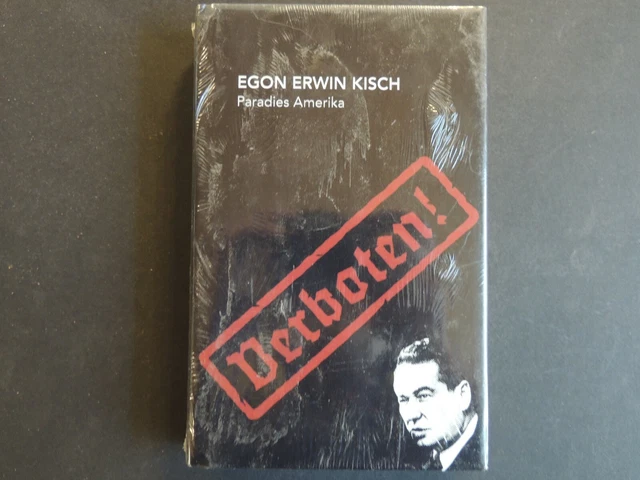 EGON ERWIN KISCH
Paradies Amerika
Verboten!